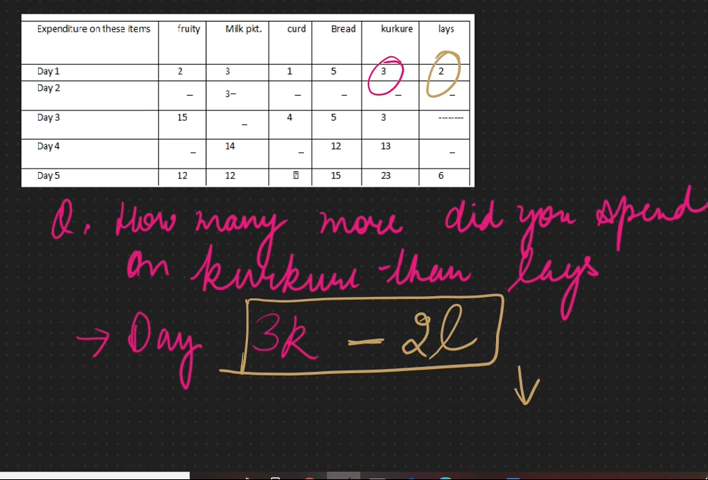 Expenditure on these items fruity Milk pkt. curd Bread kurkure lays
Day 1 2 3 1 5 3 2
Day 2 – 3– – – – –
Day 3 15 – 4 5 3 --------
Day 4 – 14 – 12 13 –
Day 5 12 12 15 23 6
Q. How many more did you spend
on kurkure than lays
→ Day 3k – 2l